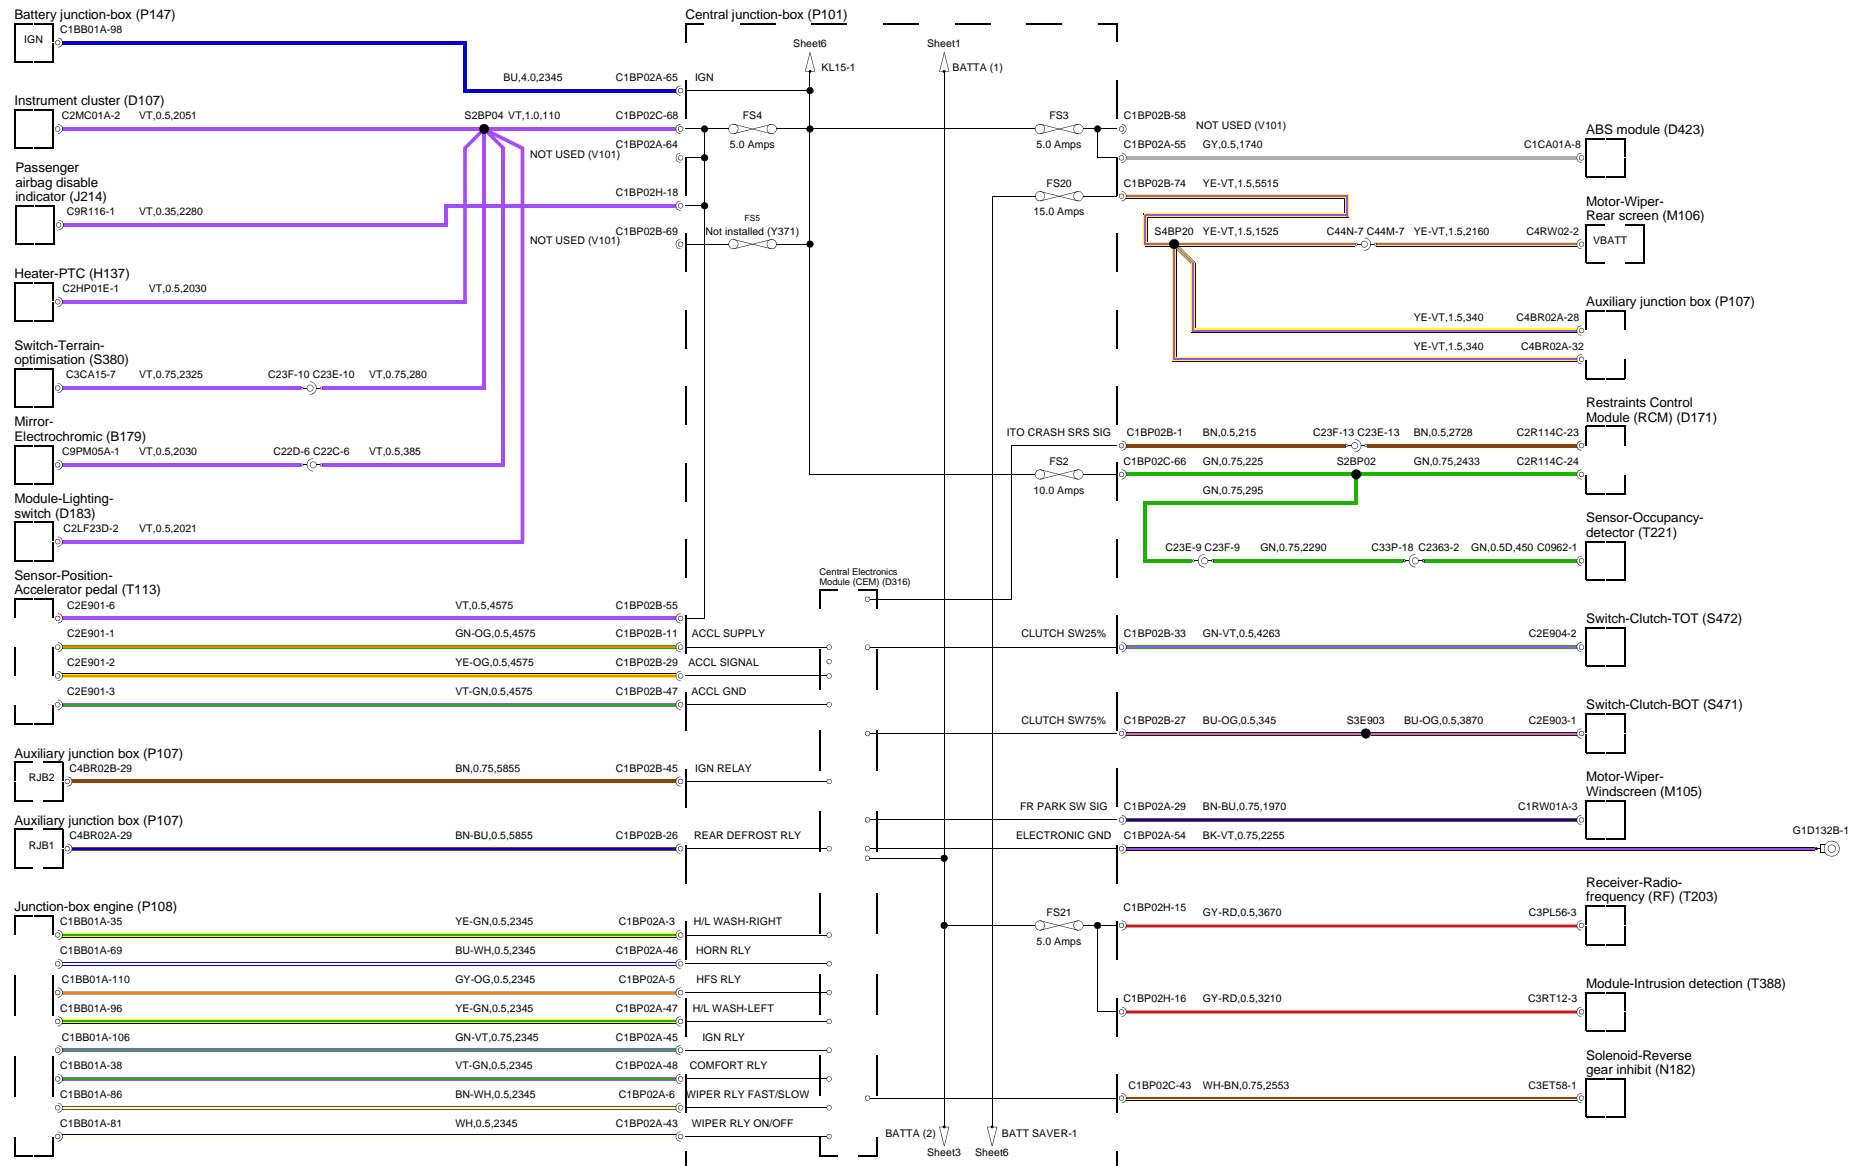 Battery junction-box (P147)
IGN
C1BB01A-98
BU,4.0,2345
C1BP02A-65
IGN
Instrument cluster (D107)
C2MC01A-2
VT,0.5,2051
S2BP04
VT,1.0,110
C1BP02C-68
NOT USED (V101)
C1BP02A-64
Passenger
airbag disable
indicator (J214)
C9R116-1
VT,0.35,2280
C1BP02H-18
NOT USED (V101)
C1BP02B-69
Heater-PTC (H137)
C2HP01E-1
VT,0.5,2030
Switch-Terrain-
optimisation (S380)
C3CA15-7
VT,0.75,2325
C23F-10 C23E-10
VT,0.75,280
Mirror-
Electrochromic (B179)
C9PM05A-1
VT,0.5,2030
C22D-6 C22C-6
VT,0.5,385
Module-Lighting-
switch (D183)
C2LF23D-2
VT,0.5,2021
Sensor-Position-
Accelerator pedal (T113)
C2E901-6
VT,0.5,4575
C1BP02B-55
C2E901-1
GN-OG,0.5,4575
C1BP02B-11
ACCL SUPPLY
C2E901-2
YE-OG,0.5,4575
C1BP02B-29
ACCL SIGNAL
C2E901-3
VT-GN,0.5,4575
C1BP02B-47
ACCL GND
Auxiliary junction box (P107)
RJB2
C4BR02B-29
BN,0.75,5855
C1BP02B-45
IGN RELAY
Auxiliary junction box (P107)
RJB1
C4BR02A-29
BN-BU,0.5,5855
C1BP02B-26
REAR DEFROST RLY
Junction-box engine (P108)
C1BB01A-35
YE-GN,0.5,2345
C1BP02A-3
H/L WASH-RIGHT
C1BB01A-69
BU-WH,0.5,2345
C1BP02A-46
HORN RLY
C1BB01A-110
GY-OG,0.5,2345
C1BP02A-5
HFS RLY
C1BB01A-96
YE-GN,0.5,2345
C1BP02A-47
H/L WASH-LEFT
C1BB01A-106
GN-VT,0.75,2345
C1BP02A-45
IGN RLY
C1BB01A-38
VT-GN,0.5,2345
C1BP02A-48
COMFORT RLY
C1BB01A-86
BN-WH,0.5,2345
C1BP02A-6
WIPER RLY FAST/SLOW
C1BB01A-81
WH,0.5,2345
C1BP02A-43
WIPER RLY ON/OFF
Central junction-box (P101)
Sheet6
KL15-1
Sheet1
BATTA (1)
FS4
5.0 Amps
FS5
Not installed (Y371)
FS3
5.0 Amps
FS20
15.0 Amps
ITO CRASH SRS SIG
FS2
10.0 Amps
Central Electronics
Module (CEM) (D316)
CLUTCH SW25%
CLUTCH SW75%
FR PARK SW SIG
ELECTRONIC GND
FS21
5.0 Amps
BATTA (2)
Sheet3
BATT SAVER-1
Sheet6
C1BP02B-58
NOT USED (V101)
C1BP02A-55
GY,0.5,1740
C1CA01A-8
ABS module (D423)
C1BP02B-74
YE-VT,1.5,5515
S4BP20
YE-VT,1.5,1525
C44N-7 C44M-7
YE-VT,1.5,2160
C4RW02-2
Motor-Wiper-
Rear screen (M106)
VBATT
YE-VT,1.5,340
C4BR02A-28
YE-VT,1.5,340
C4BR02A-32
Auxiliary junction box (P107)
C1BP02B-1
BN,0.5,215
C23F-13 C23E-13
BN,0.5,2728
C2R114C-23
Restraints Control
Module (RCM) (D171)
C1BP02C-66
GN,0.75,225
S2BP02
GN,0.75,2433
C2R114C-24
GN,0.75,295
C23E-9 C23F-9
GN,0.75,2290
C33P-18 C2363-2
GN,0.5D,450
C0962-1
Sensor-Occupancy-
detector (T221)
C1BP02B-33
GN-VT,0.5,4263
C2E904-2
Switch-Clutch-TOT (S472)
C1BP02B-27
BU-OG,0.5,345
S3E903
BU-OG,0.5,3870
C2E903-1
Switch-Clutch-BOT (S471)
C1BP02A-29
BN-BU,0.75,1970
C1RW01A-3
Motor-Wiper-
Windscreen (M105)
C1BP02A-54
BK-VT,0.75,2255
G1D132B-1
C1BP02H-15
GY-RD,0.5,3670
C3PL56-3
Receiver-Radio-
frequency (RF) (T203)
C1BP02H-16
GY-RD,0.5,3210
C3RT12-3
Module-Intrusion detection (T388)
C1BP02C-43
WH-BN,0.75,2553
C3ET58-1
Solenoid-Reverse
gear inhibit (N182)